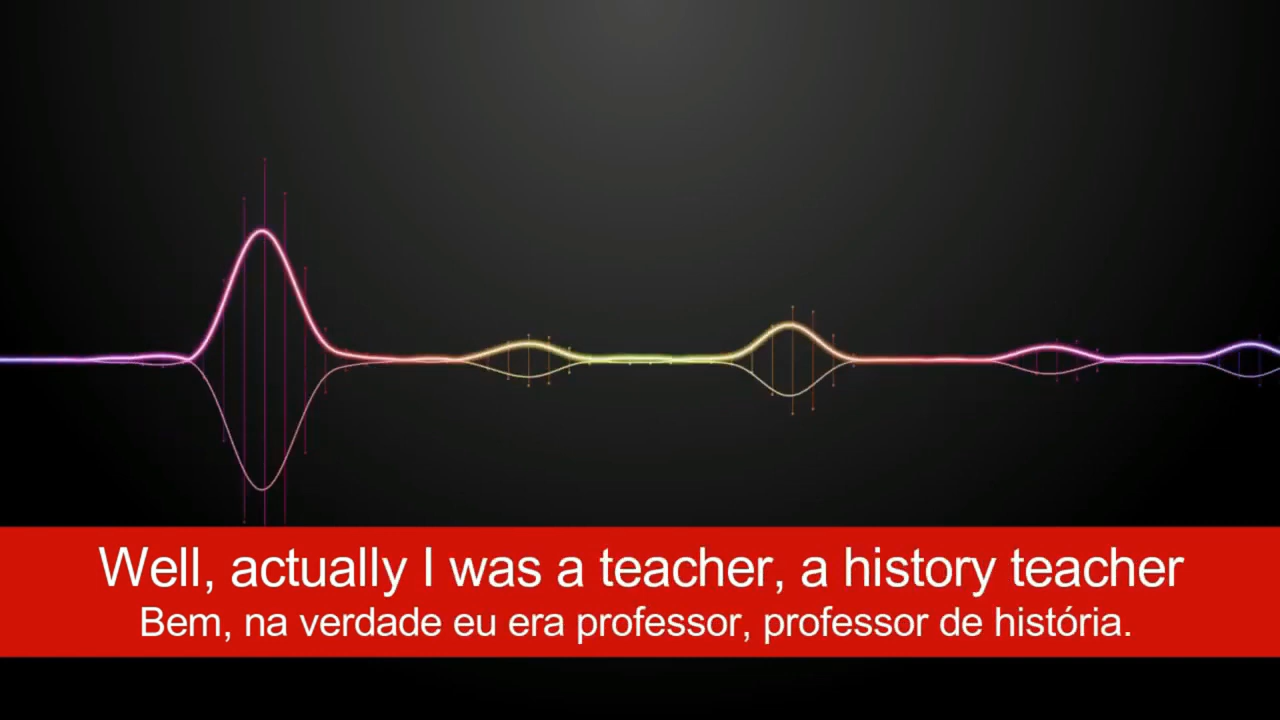 Well, actually I was a teacher, a history teacher
Bem, na verdade eu era professor, professor de história.